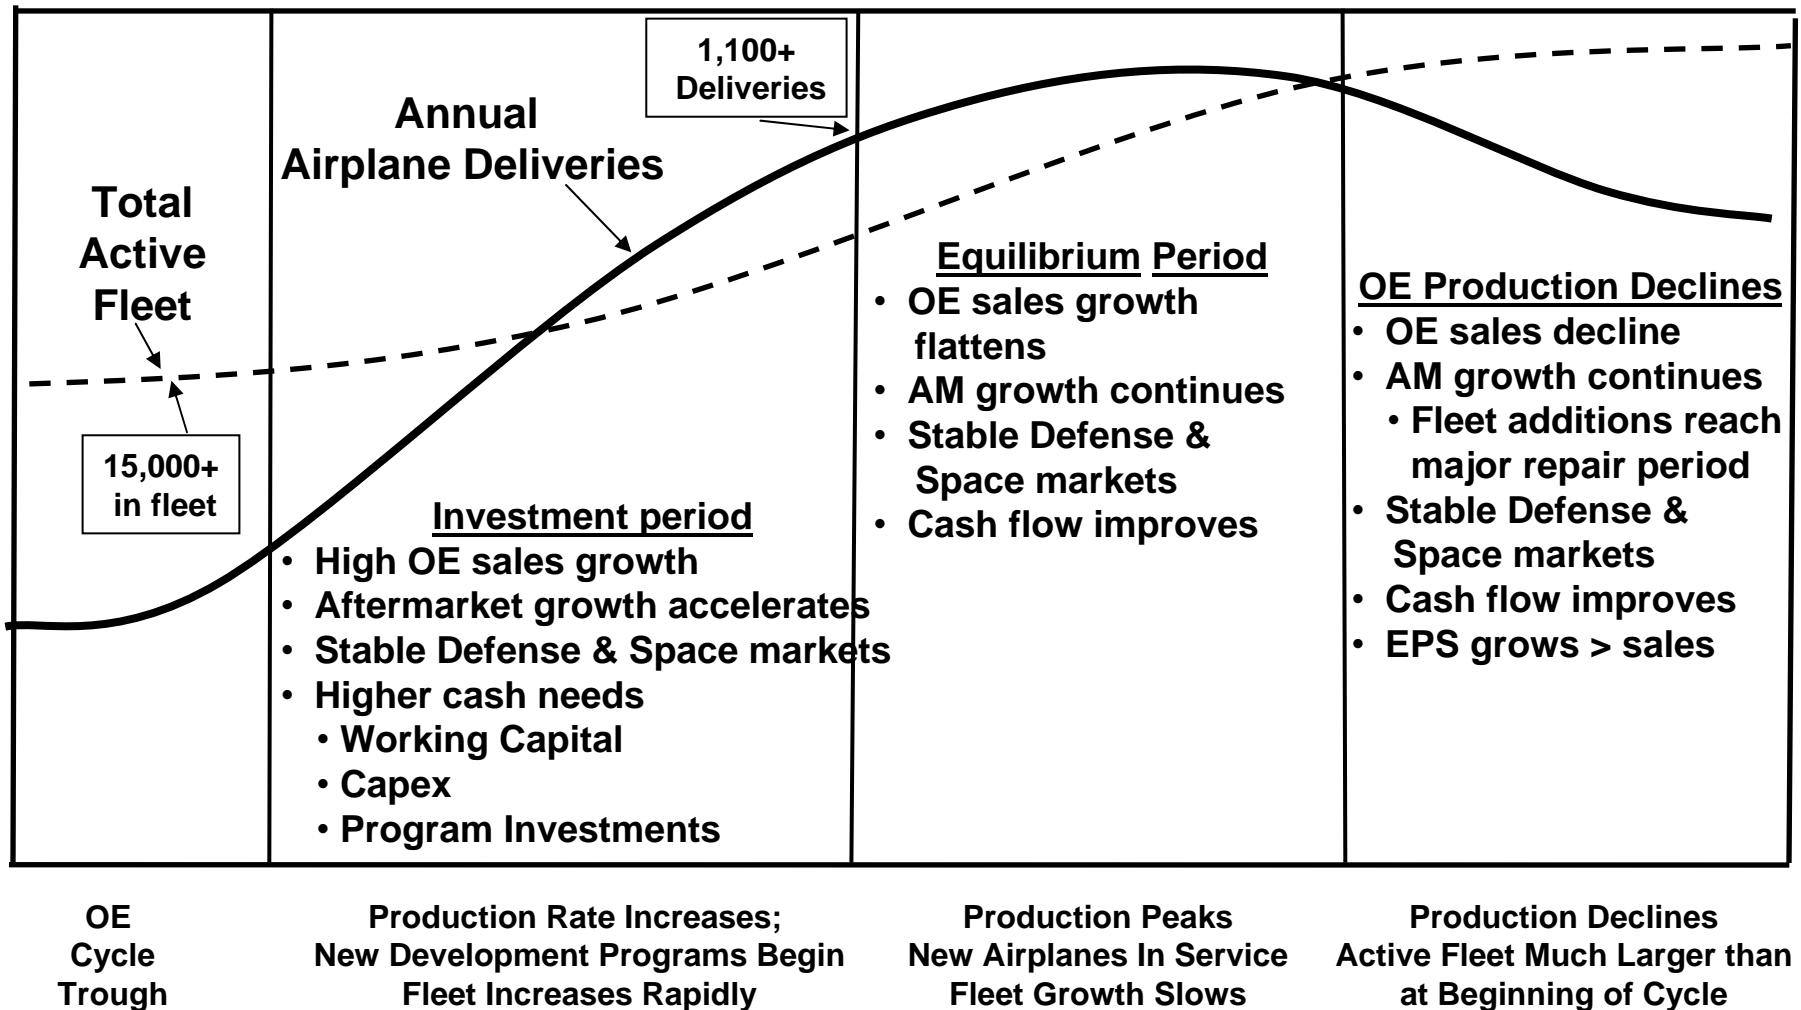 1,100+
Deliveries
Annual
Airplane Deliveries
Total
Active
Fleet
15,000+
in fleet
Investment period
• High OE sales growth
• Aftermarket growth accelerates
• Stable Defense & Space markets
• Higher cash needs
• Working Capital
• Capex
• Program Investments
Equilibrium Period
• OE sales growth
flattens
• AM growth continues
• Stable Defense &
Space markets
• Cash flow improves
OE Production Declines
• OE sales decline
• AM growth continues
• Fleet additions reach
major repair period
• Stable Defense &
Space markets
• Cash flow improves
• EPS grows > sales
OE
Cycle
Trough
Production Rate Increases;
New Development Programs Begin
Fleet Increases Rapidly
Production Peaks
New Airplanes In Service
Fleet Growth Slows
Production Declines
Active Fleet Much Larger than
at Beginning of Cycle